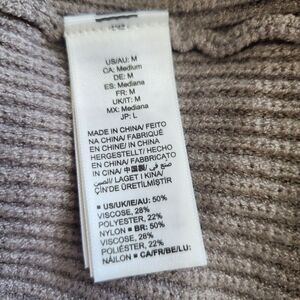 US/AU: M
CA: Medium
DE: M
ES: Mediana
FR: M
UK/IT: M
MX: Mediana
JP: L
MADE IN CHINA/ FEITO
NA CHINA/ FABRIQUÉ
EN CHINE/ IN CHINA
HERGESTELLT/ HECHO
EN CHINA/ FABBRICATO
IN CINA/ 中国製/ صنع في
الصين/ LAGET I KINA/
ÇİN'DE ÜRETİLMİŞTİR
■ US/UK/IE/AU: 50%
VISCOSE, 28%
POLYESTER, 22%
NYLON ■ BR: 50%
VISCOSE, 28%
POLIÉSTER, 22%
NÁILON ■ CA/FR/BE/LU: